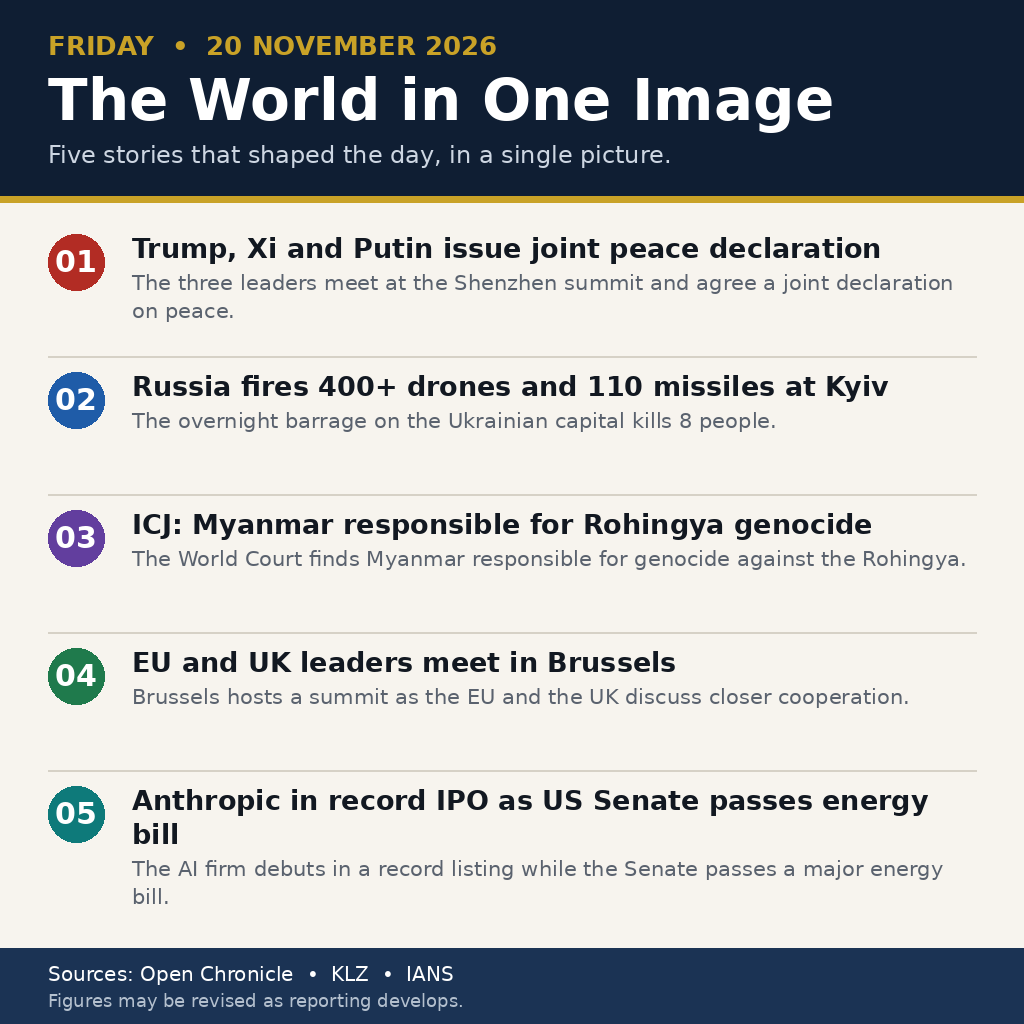 FRIDAY • 20 NOVEMBER 2026
The World in One Image
Five stories that shaped the day, in a single picture.
01
Trump, Xi and Putin issue joint peace declaration
The three leaders meet at the Shenzhen summit and agree a joint declaration
on peace.
02
Russia fires 400+ drones and 110 missiles at Kyiv
The overnight barrage on the Ukrainian capital kills 8 people.
03
ICJ: Myanmar responsible for Rohingya genocide
The World Court finds Myanmar responsible for genocide against the Rohingya.
04
EU and UK leaders meet in Brussels
Brussels hosts a summit as the EU and the UK discuss closer cooperation.
05
Anthropic in record IPO as US Senate passes energy
bill
The AI firm debuts in a record listing while the Senate passes a major energy
bill.
Sources: Open Chronicle • KLZ • IANS
Figures may be revised as reporting develops.